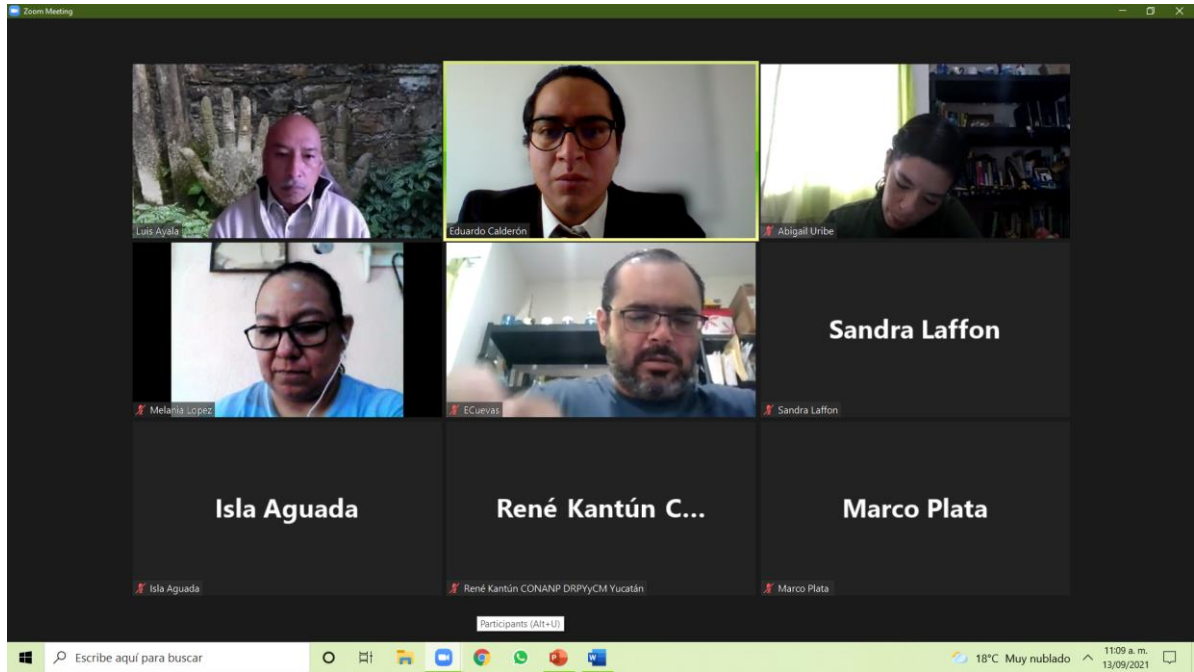 Zoom Meeting
Luis Ayala
Eduardo Calderón
Abigail Uribe
Melania Lopez
ECuevas
Sandra Laffon
Sandra Laffon
Isla Aguada
Isla Aguada
René Kantún C...
René Kantún CONANP DRPYyCM Yucatán
Marco Plata
Marco Plata
Participants (Alt+U)
Escribe aquí para buscar
18°C Muy nublado
11:09 a. m.
13/09/2021